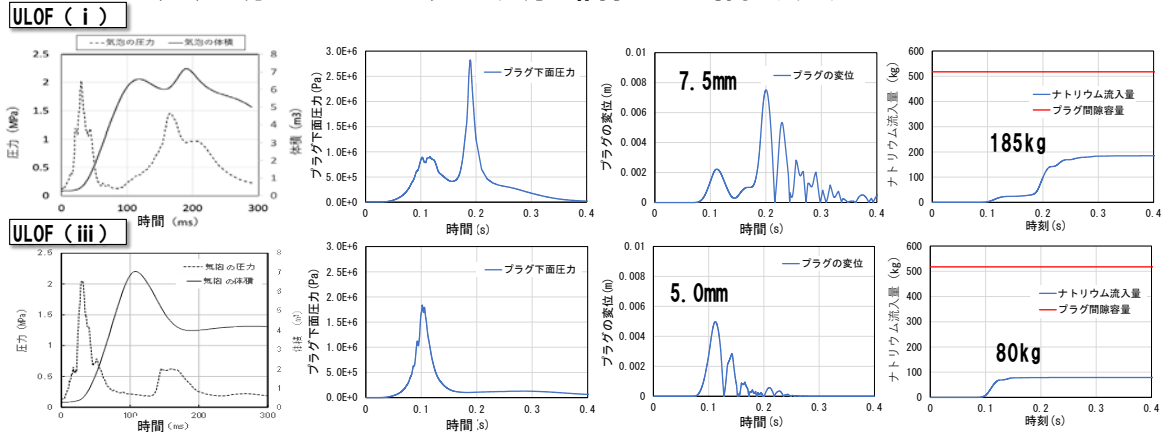 ULOF（ⅰ）
気泡の圧力 気泡の体積
圧力 (MPa)
2.5
2
1.5
1
0.5
0
体積 (m3)
8
7
6
5
4
3
2
1
0
0 100 200 300
時間 (ms)
プラグ下面圧力(Pa)
3.0E+6
2.5E+6
2.0E+6
1.5E+6
1.0E+6
5.0E+5
0.0E+0
プラグ下面圧力
0 0.1 0.2 0.3 0.4
時間 (s)
プラグの変位(m)
0.01
0.008
0.006
0.004
0.002
0
7.5mm
プラグの変位
0 0.1 0.2 0.3 0.4
時間 (s)
ナトリウム流入量 (kg)
600
500
400
300
200
100
0
ナトリウム流入量
プラグ間隙容量
185kg
0 0.1 0.2 0.3 0.4
時刻 (s)
ULOF（ⅲ）
気泡の圧力
気泡の体積
圧力 (MPa)
2.5
2
1.5
1
0.5
0
体積 (m³)
8
7
6
5
4
3
2
1
0
0 100 200 300
時間 (ms)
プラグ下面圧力(Pa)
3.0E+6
2.5E+6
2.0E+6
1.5E+6
1.0E+6
5.0E+5
0.0E+0
プラグ下面圧力
0 0.1 0.2 0.3 0.4
時間 (s)
プラグの変位(m)
0.01
0.008
0.006
0.004
0.002
0
5.0mm
プラグの変位
0 0.1 0.2 0.3 0.4
時間 (s)
ナトリウム流入量 (kg)
600
500
400
300
200
100
0
ナトリウム流入量
プラグ間隙容量
80kg
0 0.1 0.2 0.3 0.4
時刻 (s)